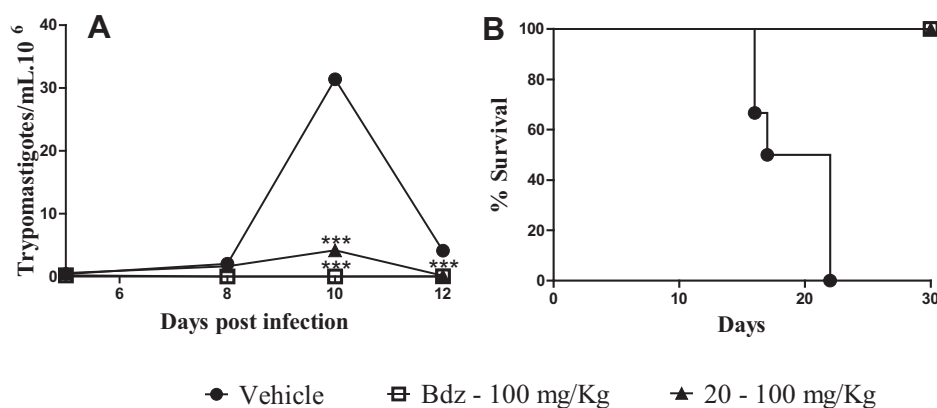 A
Trypomastigotes/mL.10 6
40
30
20
10
0
6
8
10
12
***
***
***
Days post infection
B
% Survival
100
80
60
40
20
0
0
10
20
30
Days
Vehicle
Bdz - 100 mg/Kg
20 - 100 mg/Kg